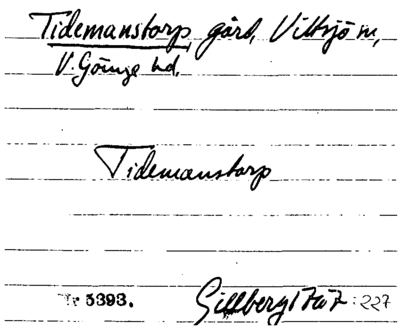 Tidemanstorp, gård, Vittsjö sn,
V. Göinge hd.
Tidemanstorp
Nr 5393. Gillberg 1767: 227